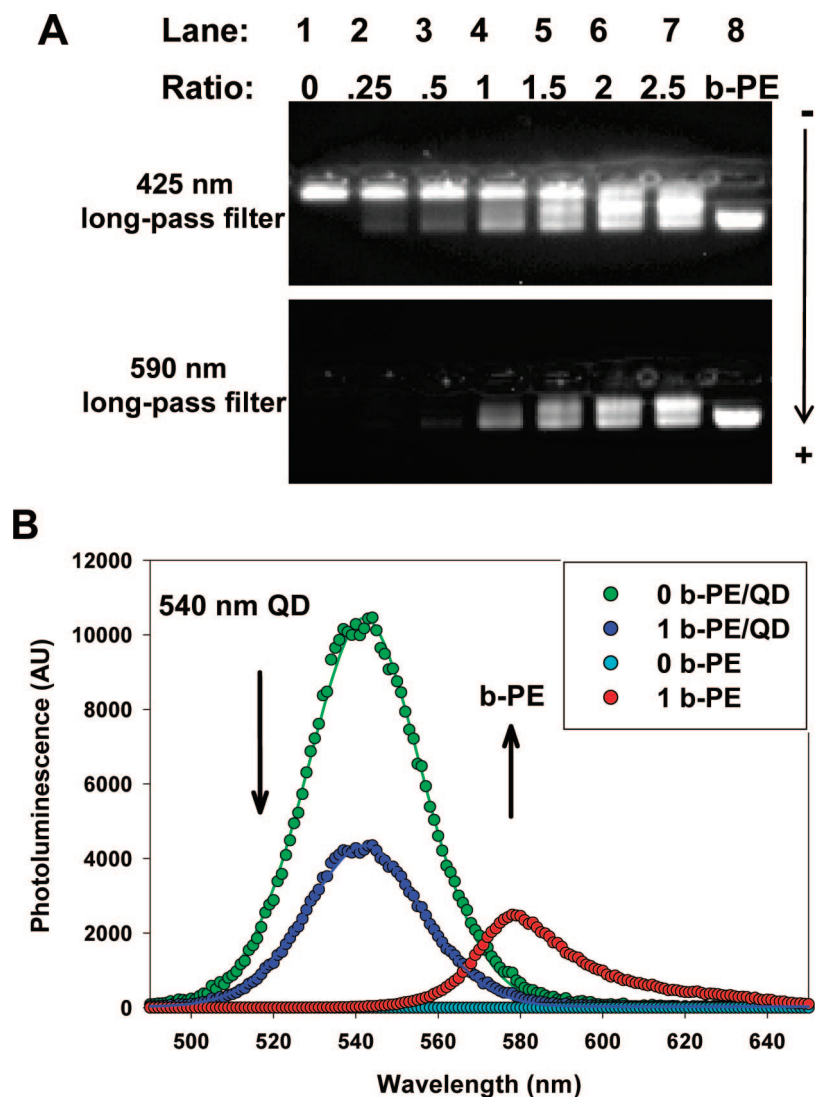 A
Lane: 1 2 3 4 5 6 7 8
Ratio: 0 .25 .5 1 1.5 2 2.5 b-PE
425 nm
long-pass filter
590 nm
long-pass filter
-
+
B
12000
10000
8000
6000
4000
2000
0
Photoluminescence (AU)
540 nm QD
b-PE
0 b-PE/QD
1 b-PE/QD
0 b-PE
1 b-PE
500 520 540 560 580 600 620 640
Wavelength (nm)